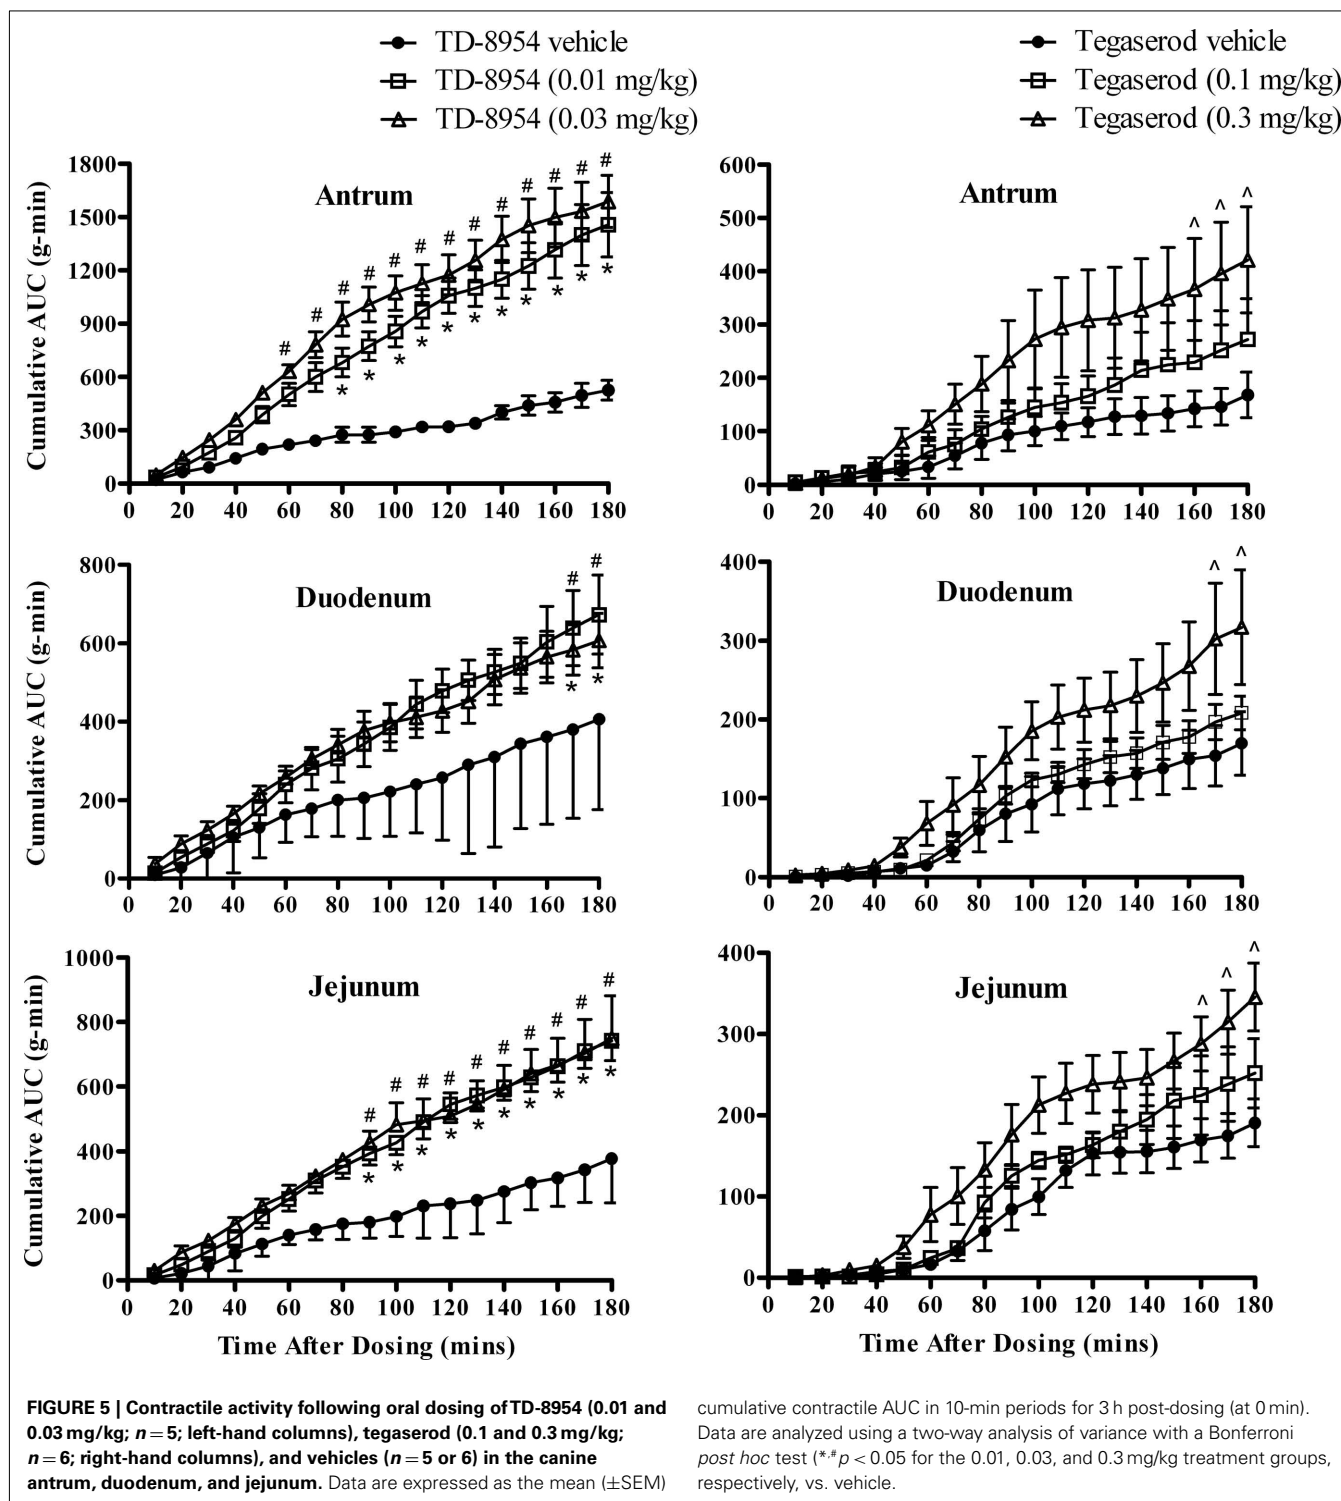 TD-8954 vehicle
TD-8954 (0.01 mg/kg)
TD-8954 (0.03 mg/kg)
Tegaserod vehicle
Tegaserod (0.1 mg/kg)
Tegaserod (0.3 mg/kg)
Cumulative AUC (g-min)
Antrum
1800
1500
1200
900
600
300
0
0 20 40 60 80 100 120 140 160 180
# # # # # # # # # # # # #
* * * * * * * * * * *
Antrum
600
500
400
300
200
100
0
0 20 40 60 80 100 120 140 160 180
^ ^ ^
Cumulative AUC (g-min)
Duodenum
800
600
400
200
0
0 20 40 60 80 100 120 140 160 180
# #
* *
Duodenum
400
300
200
100
0
0 20 40 60 80 100 120 140 160 180
^ ^
Cumulative AUC (g-min)
Jejunum
1000
800
600
400
200
0
0 20 40 60 80 100 120 140 160 180
# # # # # # # # # #
* * * * * * * * * *
Time After Dosing (mins)
Jejunum
400
300
200
100
0
0 20 40 60 80 100 120 140 160 180
^ ^ ^
Time After Dosing (mins)
FIGURE 5 | Contractile activity following oral dosing of TD-8954 (0.01 and
0.03 mg/kg; n = 5; left-hand columns), tegaserod (0.1 and 0.3 mg/kg;
n = 6; right-hand columns), and vehicles (n = 5 or 6) in the canine
antrum, duodenum, and jejunum. Data are expressed as the mean (±SEM)
cumulative contractile AUC in 10-min periods for 3 h post-dosing (at 0 min).
Data are analyzed using a two-way analysis of variance with a Bonferroni
post hoc test (*,#p < 0.05 for the 0.01, 0.03, and 0.3 mg/kg treatment groups,
respectively, vs. vehicle.